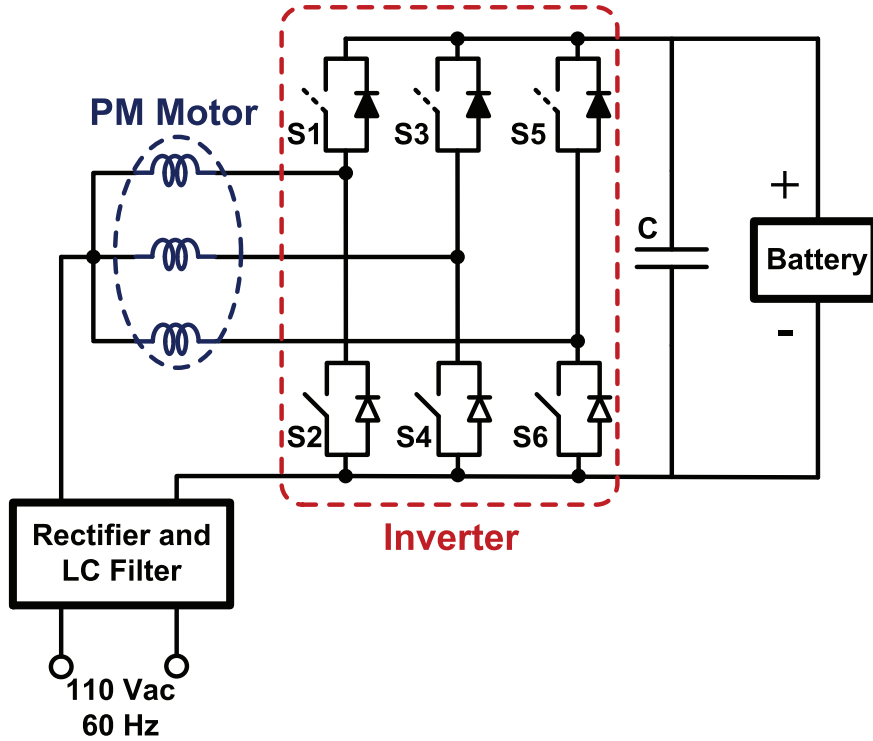 PM Motor
S1
S3
S5
+
C
Battery
-
S2
S4
S6
Inverter
Rectifier and
LC Filter
110 Vac
60 Hz